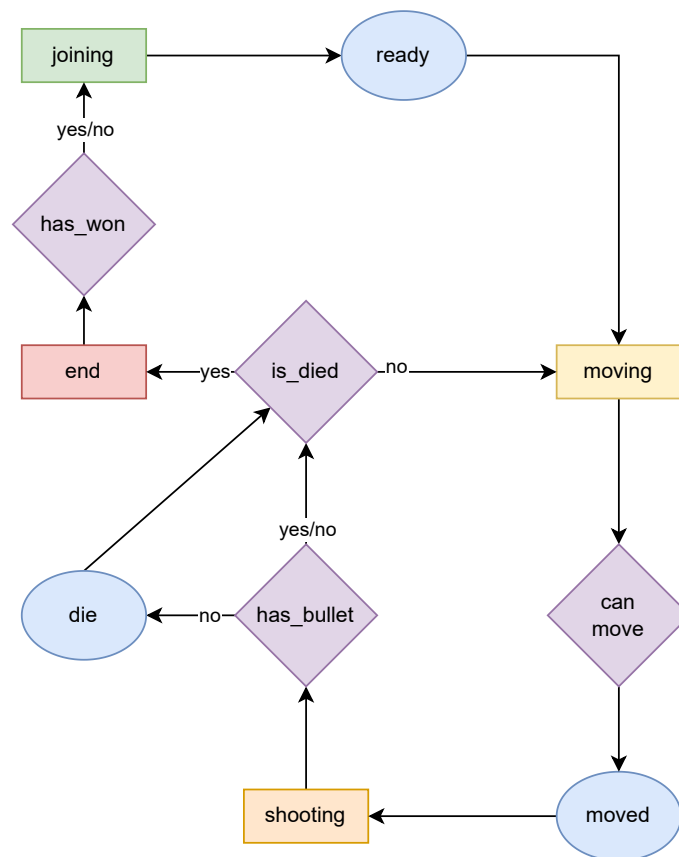 joining
ready
yes/no
has_won
end
yes
is_died
no
moving
yes/no
die
no
has_bullet
can
move
shooting
moved